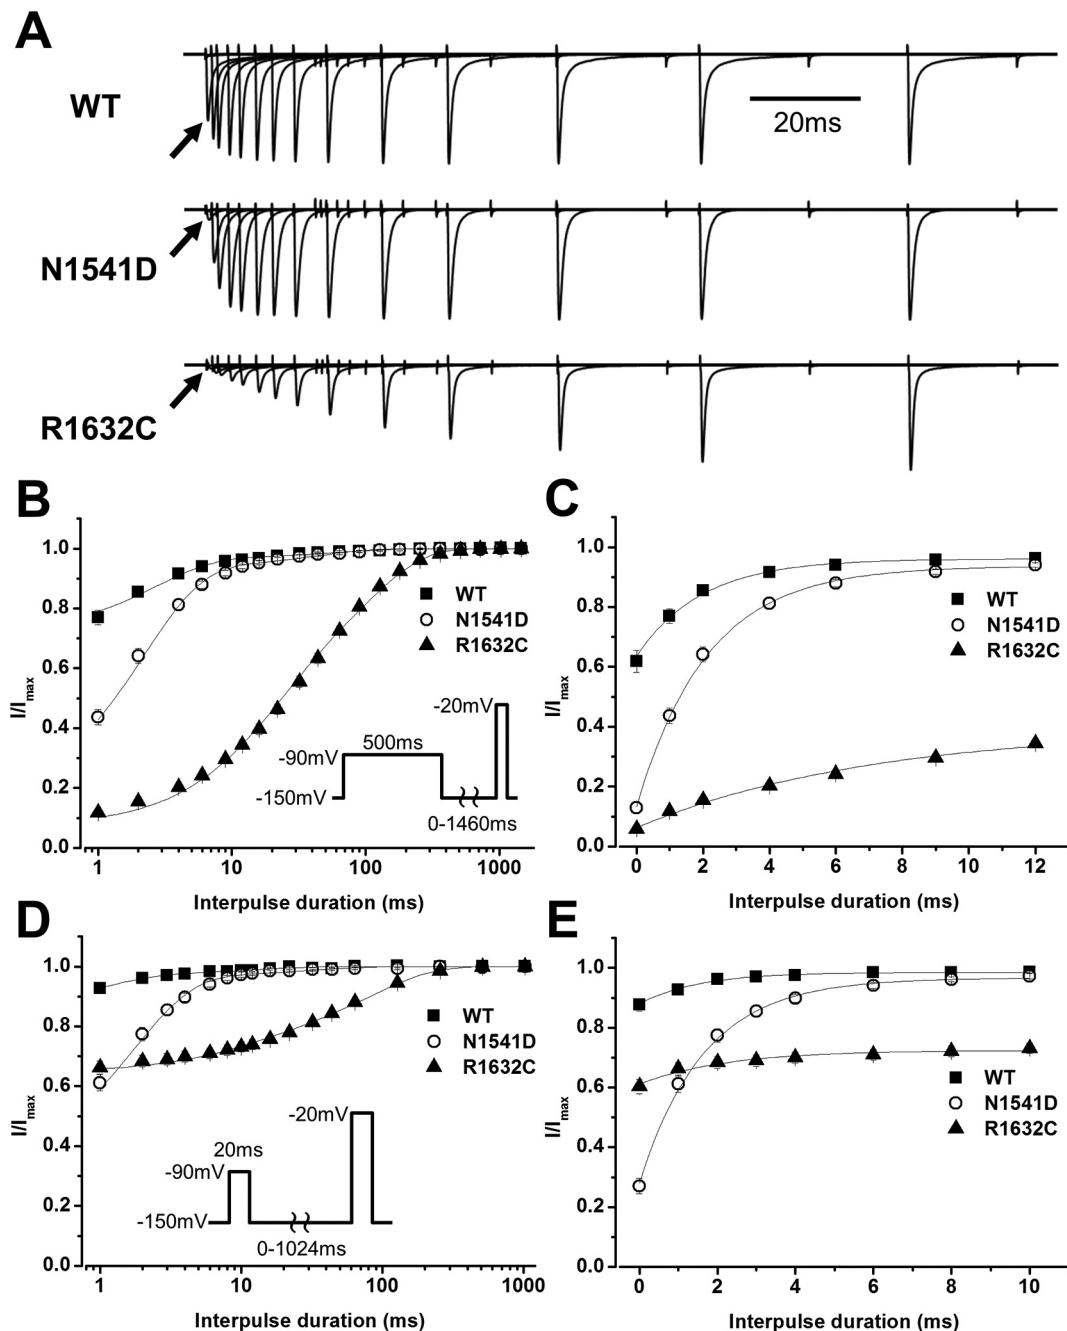 A
WT
20ms
N1541D
R1632C
B
1.0
0.8
0.6
0.4
0.2
0.0
I/Imax
WT
N1541D
R1632C
-20mV
500ms
-90mV
-150mV
0-1460ms
1
10
100
1000
Interpulse duration (ms)
C
1.0
0.8
0.6
0.4
0.2
0.0
I/Imax
WT
N1541D
R1632C
0
2
4
6
8
10
12
Interpulse duration (ms)
D
1.0
0.8
0.6
0.4
0.2
0.0
I/Imax
WT
N1541D
R1632C
-20mV
20ms
-90mV
-150mV
0-1024ms
1
10
100
1000
Interpulse duration (ms)
E
1.0
0.8
0.6
0.4
0.2
0.0
I/Imax
WT
N1541D
R1632C
0
2
4
6
8
10
Interpulse duration (ms)